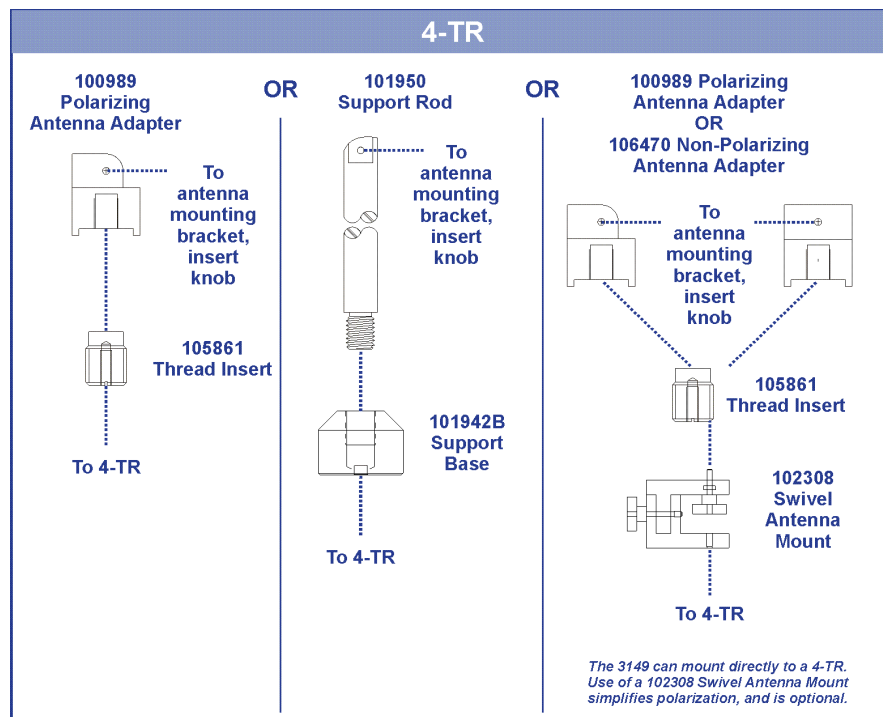 4-TR
100989
Polarizing
Antenna Adapter
To
antenna
mounting
bracket,
insert
knob
105861
Thread Insert
To 4-TR
OR
101950
Support Rod
To
antenna
mounting
bracket,
insert
knob
101942B
Support
Base
To 4-TR
OR
100989 Polarizing
Antenna Adapter
OR
106470 Non-Polarizing
Antenna Adapter
To
antenna
mounting
bracket,
insert
knob
105861
Thread Insert
102308
Swivel
Antenna
Mount
To 4-TR
The 3149 can mount directly to a 4-TR.
Use of a 102308 Swivel Antenna Mount
simplifies polarization, and is optional.